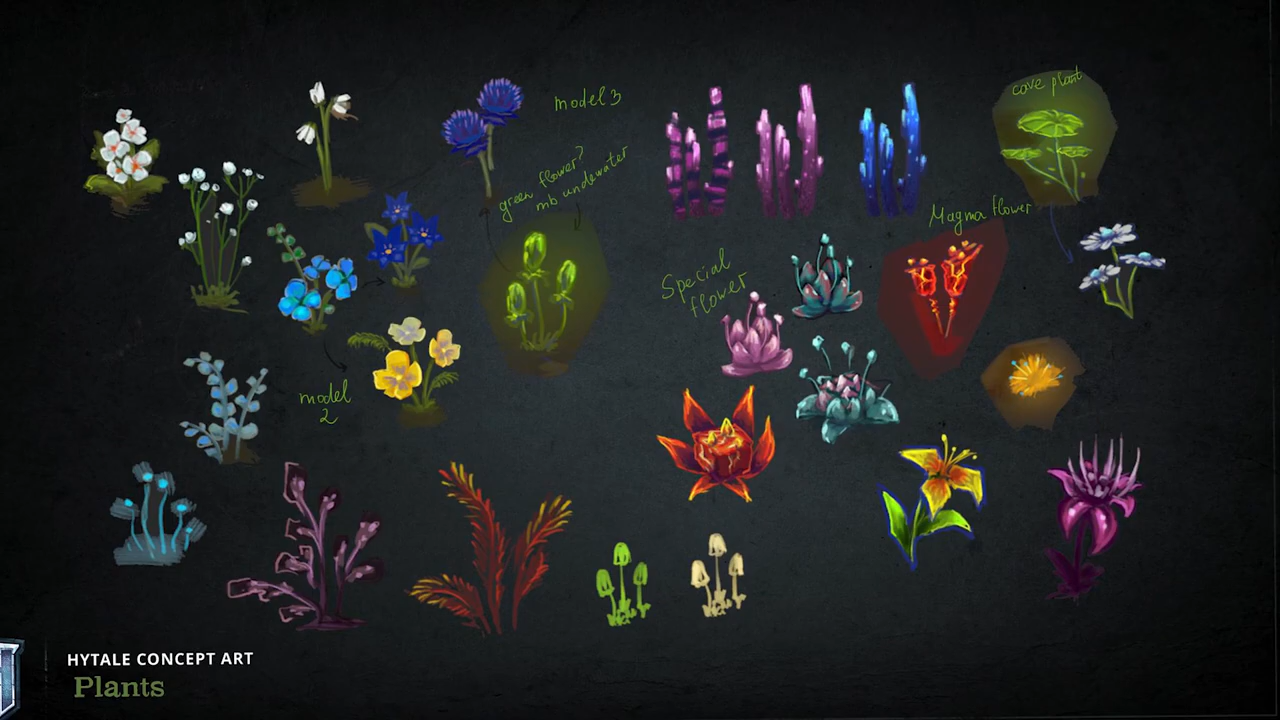 model 3
cave plant
green flower?
mb underwater
Magma flower
Special
flower
model
2
HYTALE CONCEPT ART
Plants